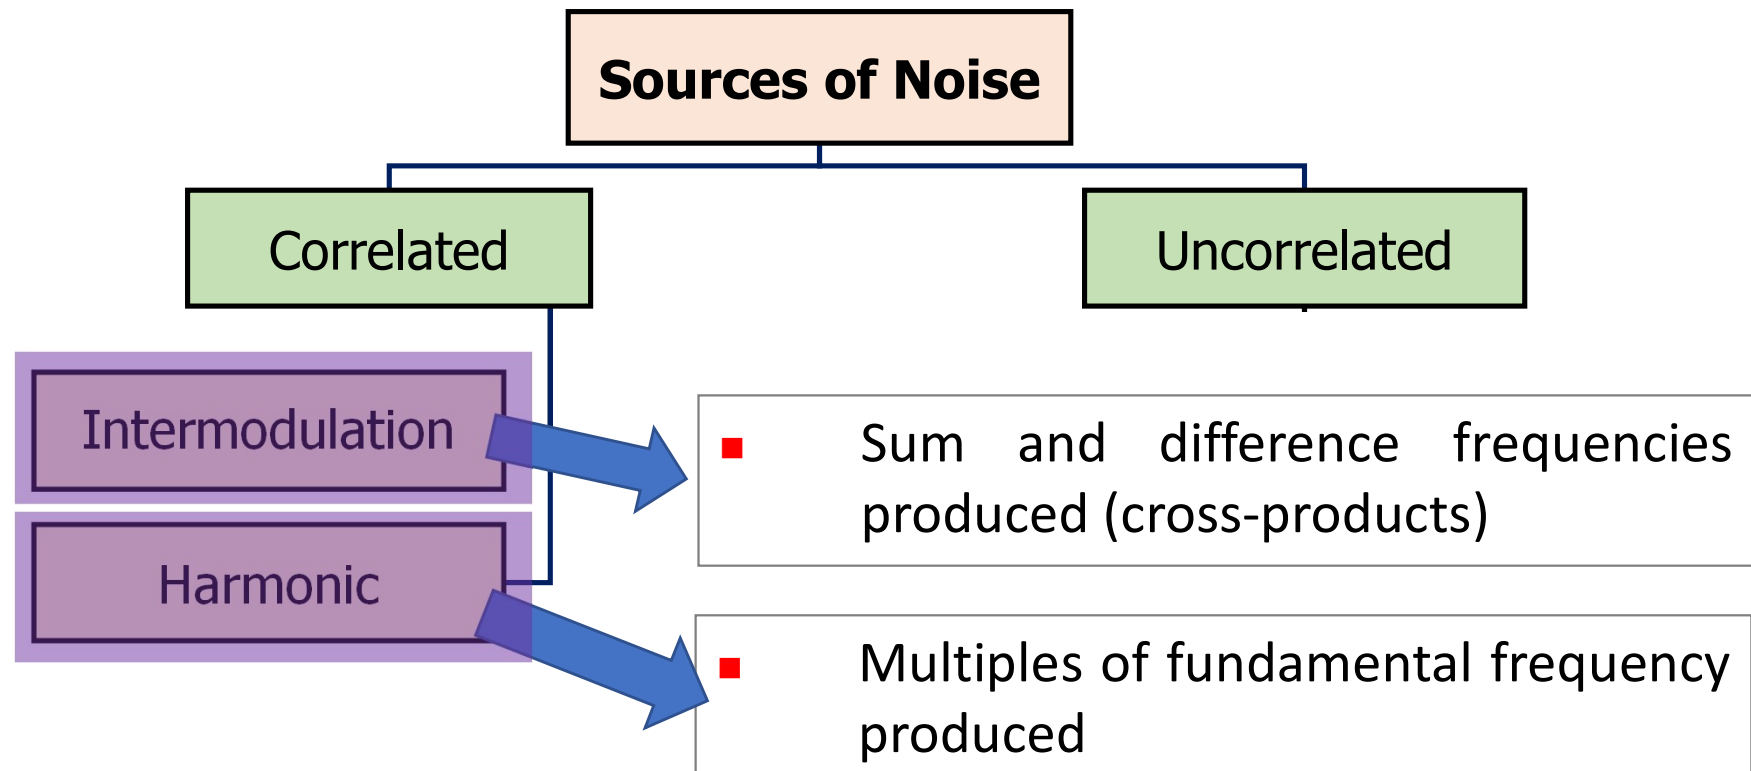 Sources of Noise
Correlated
Uncorrelated
Intermodulation
Sum and difference frequencies
produced (cross-products)
Harmonic
Multiples of fundamental frequency
produced